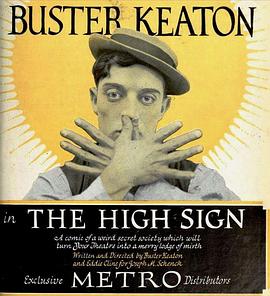 BUSTER KEATON
in THE HIGH SIGN
A comic of a weird secret society which will
turn Your Theatre into a merry lodge of mirth
Written and Directed by Buster Keaton
and Eddie Cline for Joseph M. Schenck
Exclusive METRO Distributors